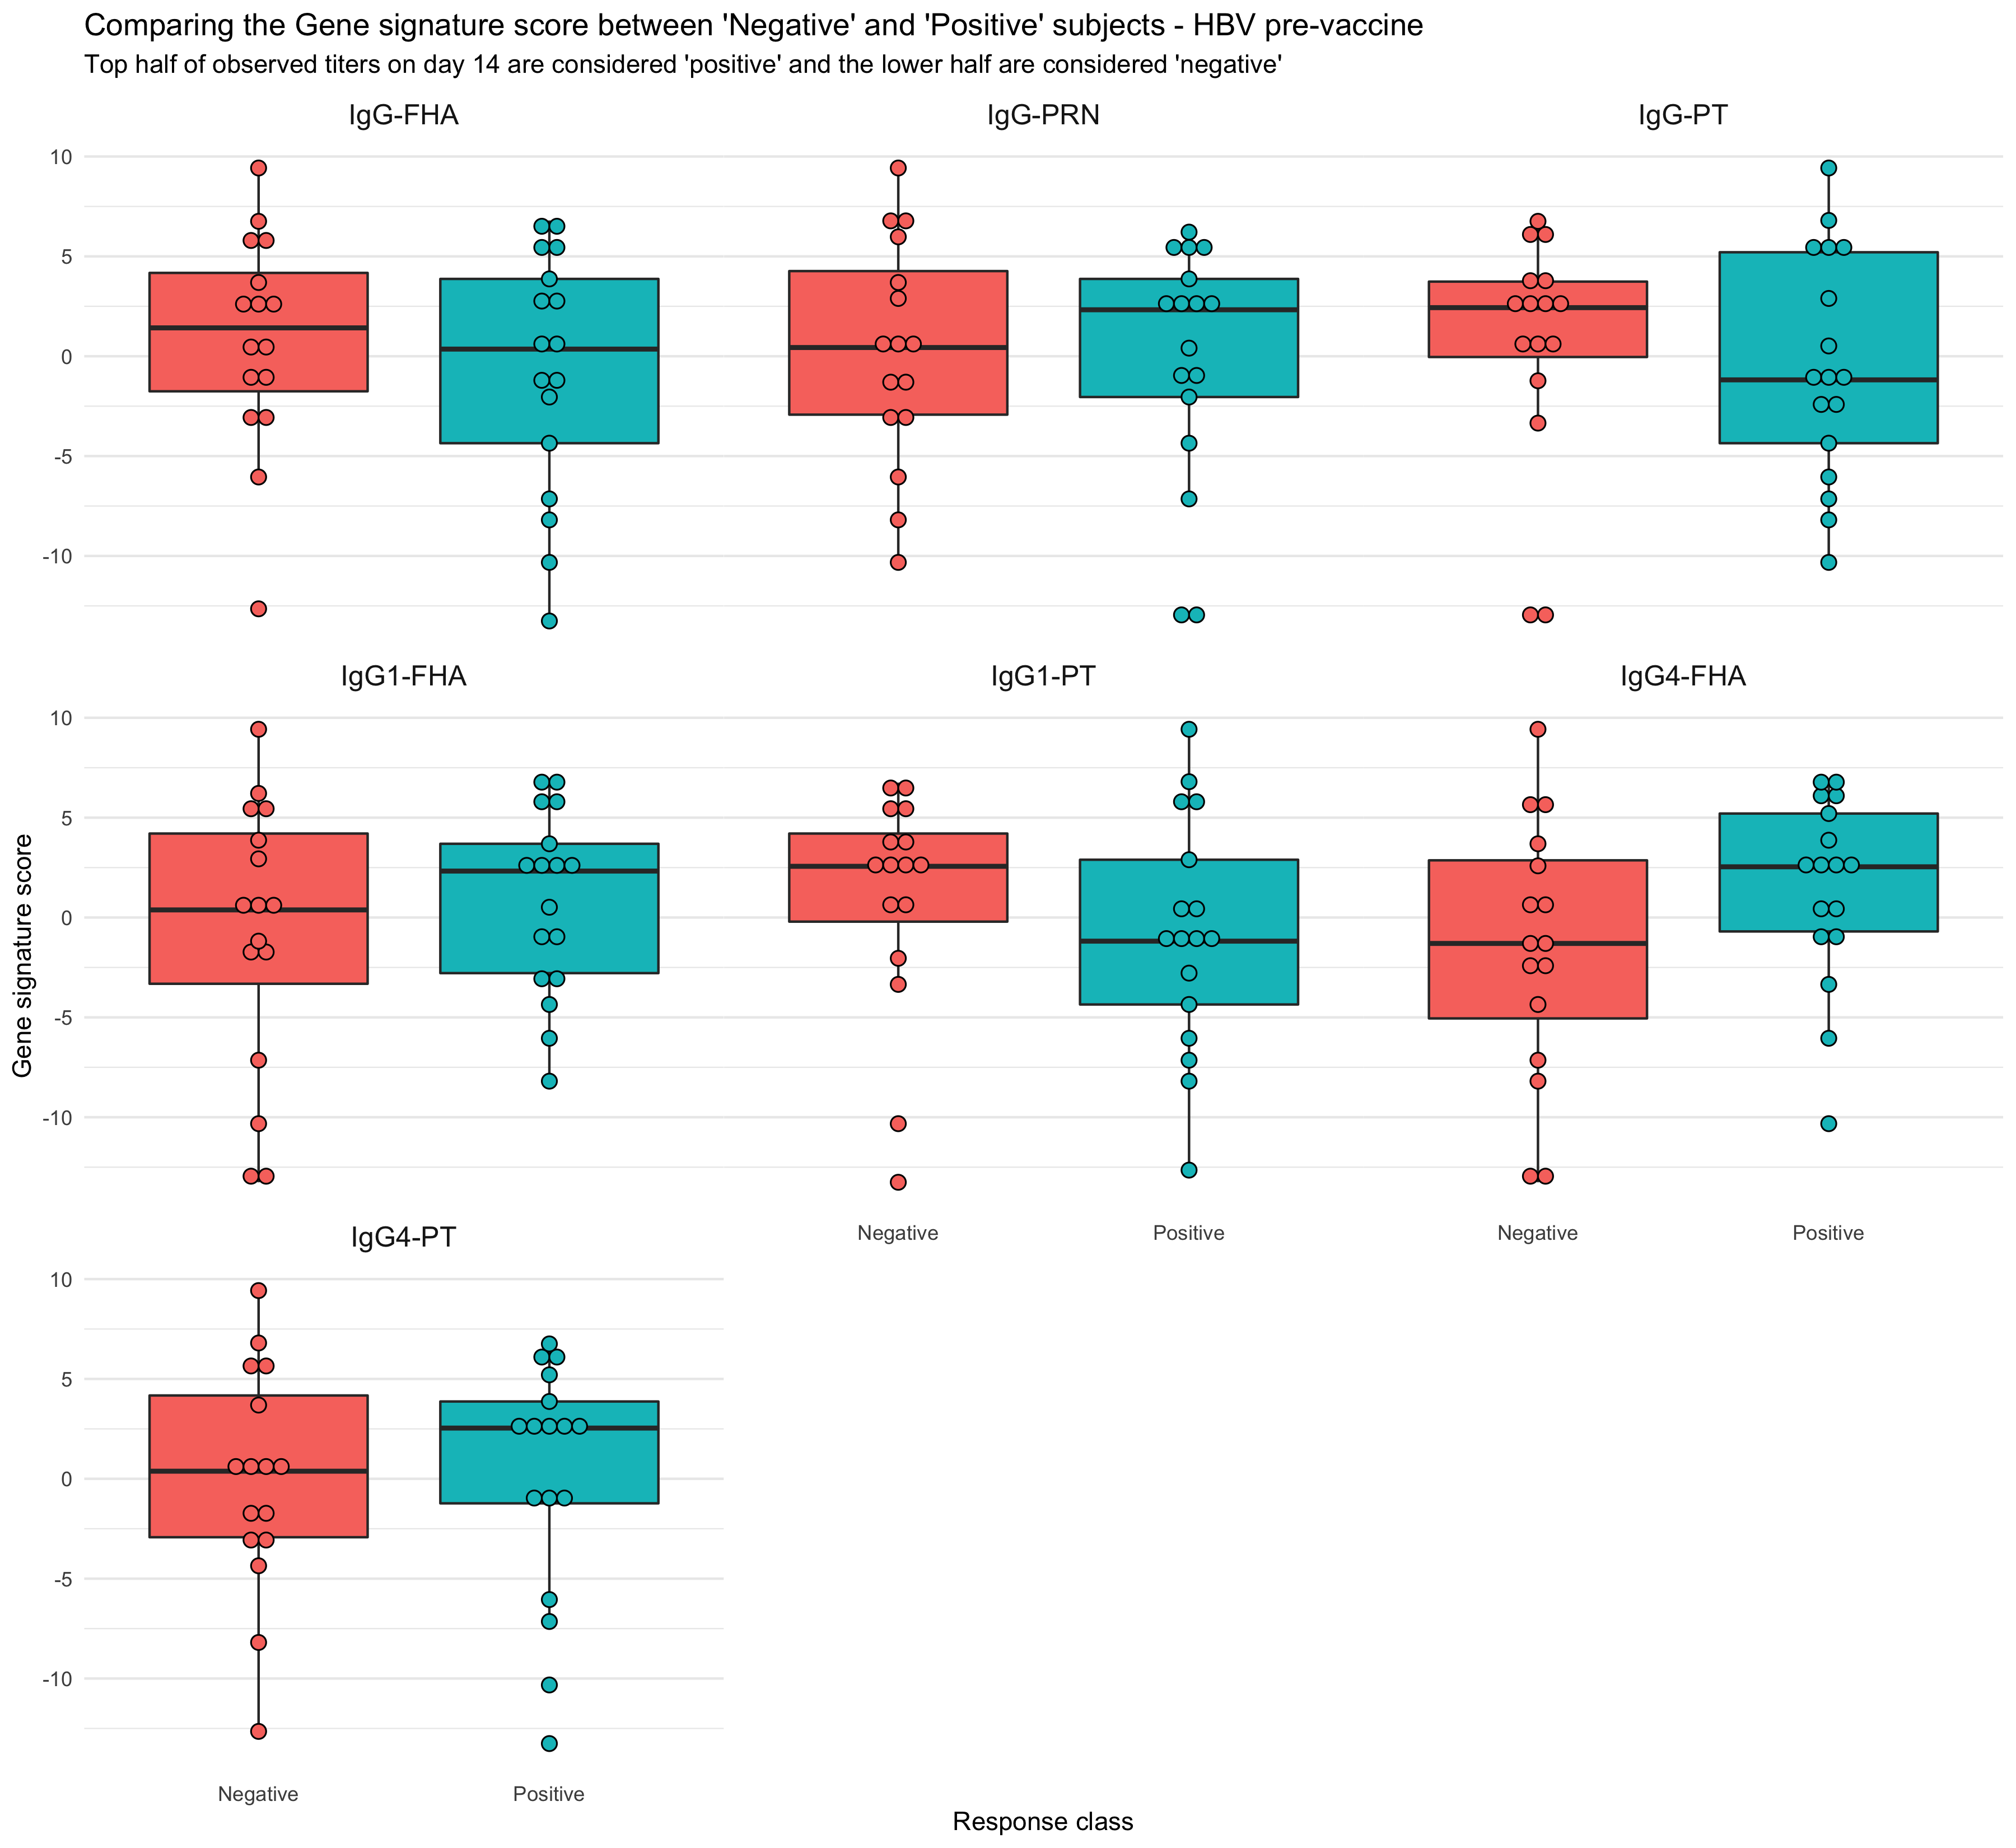 Comparing the Gene signature score between 'Negative' and 'Positive' subjects - HBV pre-vaccine
Top half of observed titers on day 14 are considered 'positive' and the lower half are considered 'negative'
IgG-FHA
IgG-PRN
IgG-PT
10
5
0
-5
-10
IgG1-FHA
IgG1-PT
IgG4-FHA
10
5
0
-5
-10
Gene signature score
Negative
Positive
Negative
Positive
IgG4-PT
10
5
0
-5
-10
Negative
Positive
Response class